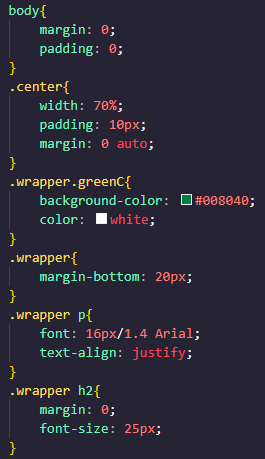 body{
    margin: 0;
    padding: 0;
}
.center{
    width: 70%;
    padding: 10px;
    margin: 0 auto;
}
.wrapper.greenC{
    background-color: #008040;
    color: white;
}
.wrapper{
    margin-bottom: 20px;
}
.wrapper p{
    font: 16px/1.4 Arial;
    text-align: justify;
}
.wrapper h2{
    margin: 0;
    font-size: 25px;
}